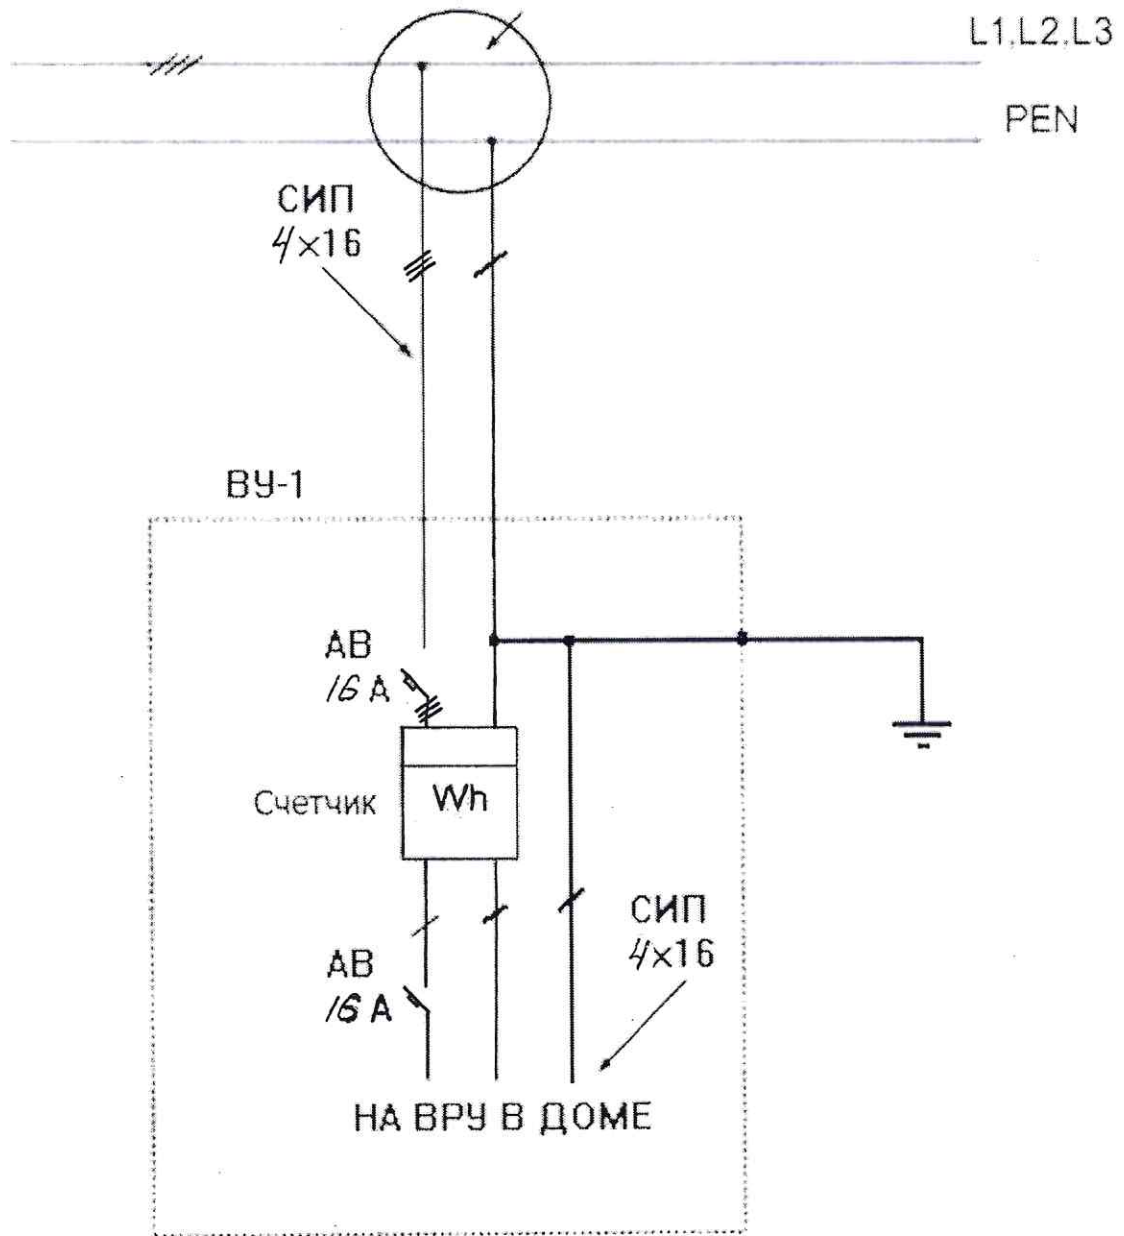 L1,L2,L3
PEN
СИП
4×16
ВУ-1
АВ
16 А
Счетчик
Wh
СИП
4×16
АВ
16 А
НА ВРУ В ДОМЕ